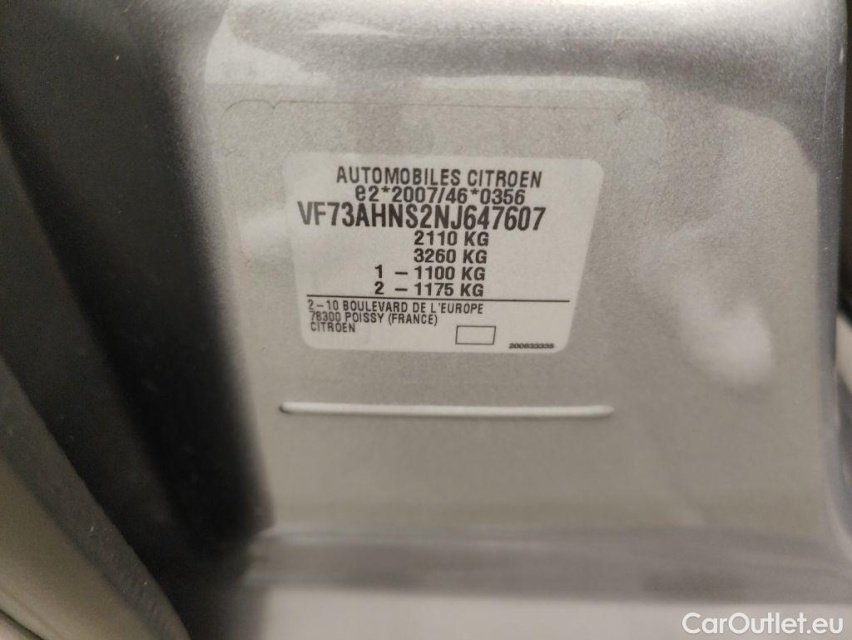 AUTOMOBILES CITROEN
e2*2007/46*0356
VF73AHNS2NJ647607
2110 KG
3260 KG
1 - 1100 KG
2 - 1175 KG
2-10 BOULEVARD DE L'EUROPE
78300 POISSY (FRANCE)
CITROEN
CarOutlet.eu